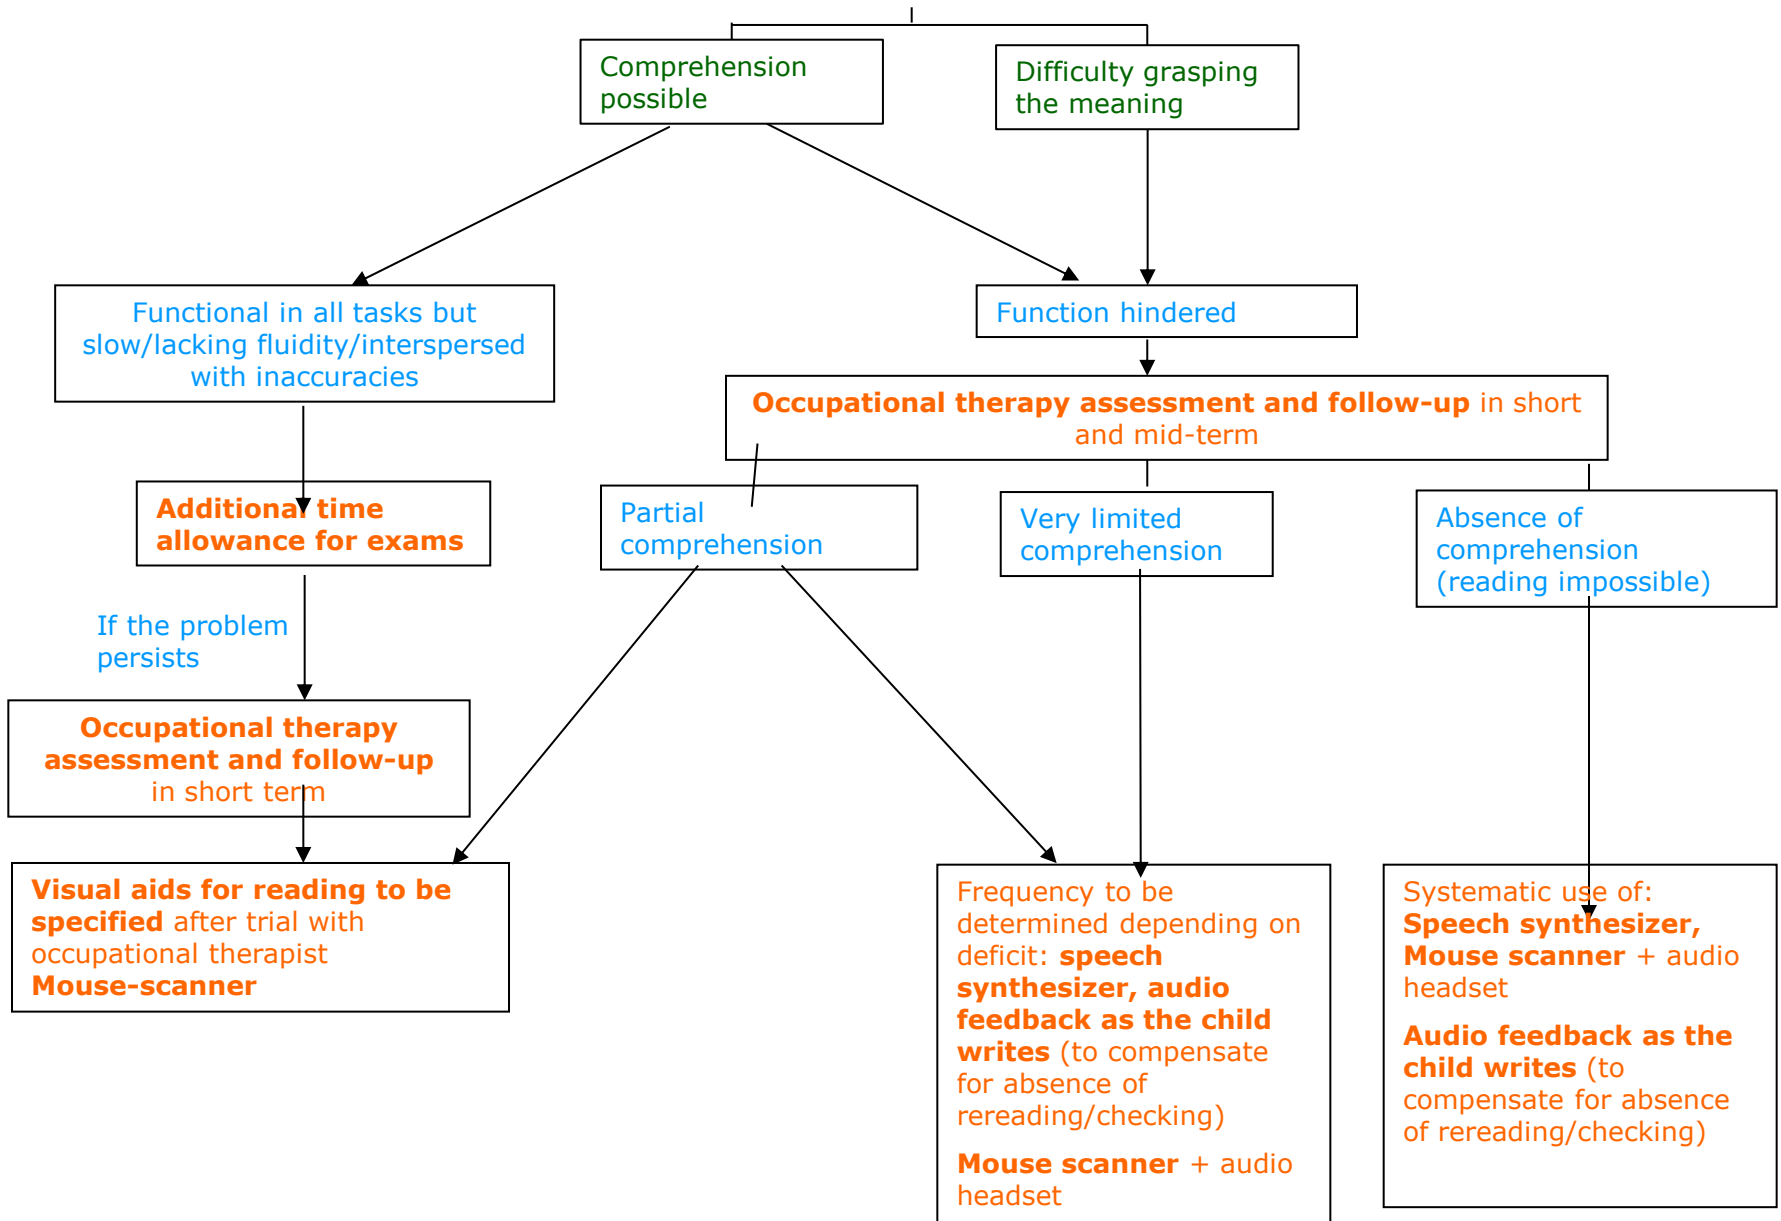 Comprehension
possible
Difficulty grasping
the meaning
Functional in all tasks but
slow/lacking fluidity/interspersed
with inaccuracies
Function hindered
Occupational therapy assessment and follow-up in short
and mid-term
Additional time
allowance for exams
Partial
comprehension
Very limited
comprehension
Absence of
comprehension
(reading impossible)
If the problem
persists
Occupational therapy
assessment and follow-up
in short term
Visual aids for reading to be
specified after trial with
occupational therapist
Mouse-scanner
Frequency to be
determined depending on
deficit: speech
synthesizer, audio
feedback as the child
writes (to compensate
for absence of
rereading/checking)
Mouse scanner + audio
headset
Systematic use of:
Speech synthesizer,
Mouse scanner + audio
headset
Audio feedback as the
child writes (to
compensate for absence
of rereading/checking)